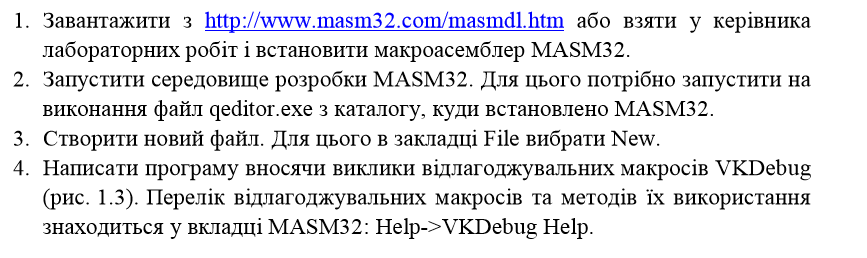 1. Завантажити з http://www.masm32.com/masmdl.htm або взяти у керівника
лабораторних робіт і встановити макроасемблер MASM32.
2. Запустити середовище розробки MASM32. Для цього потрібно запустити на
виконання файл qeditor.exe з каталогу, куди встановлено MASM32.
3. Створити новий файл. Для цього в закладці File вибрати New.
4. Написати програму вносячи виклики відлагоджувальних макросів VKDebug
(рис. 1.3). Перелік відлагоджувальних макросів та методів їх використання
знаходиться у вкладці MASM32: Help->VKDebug Help.